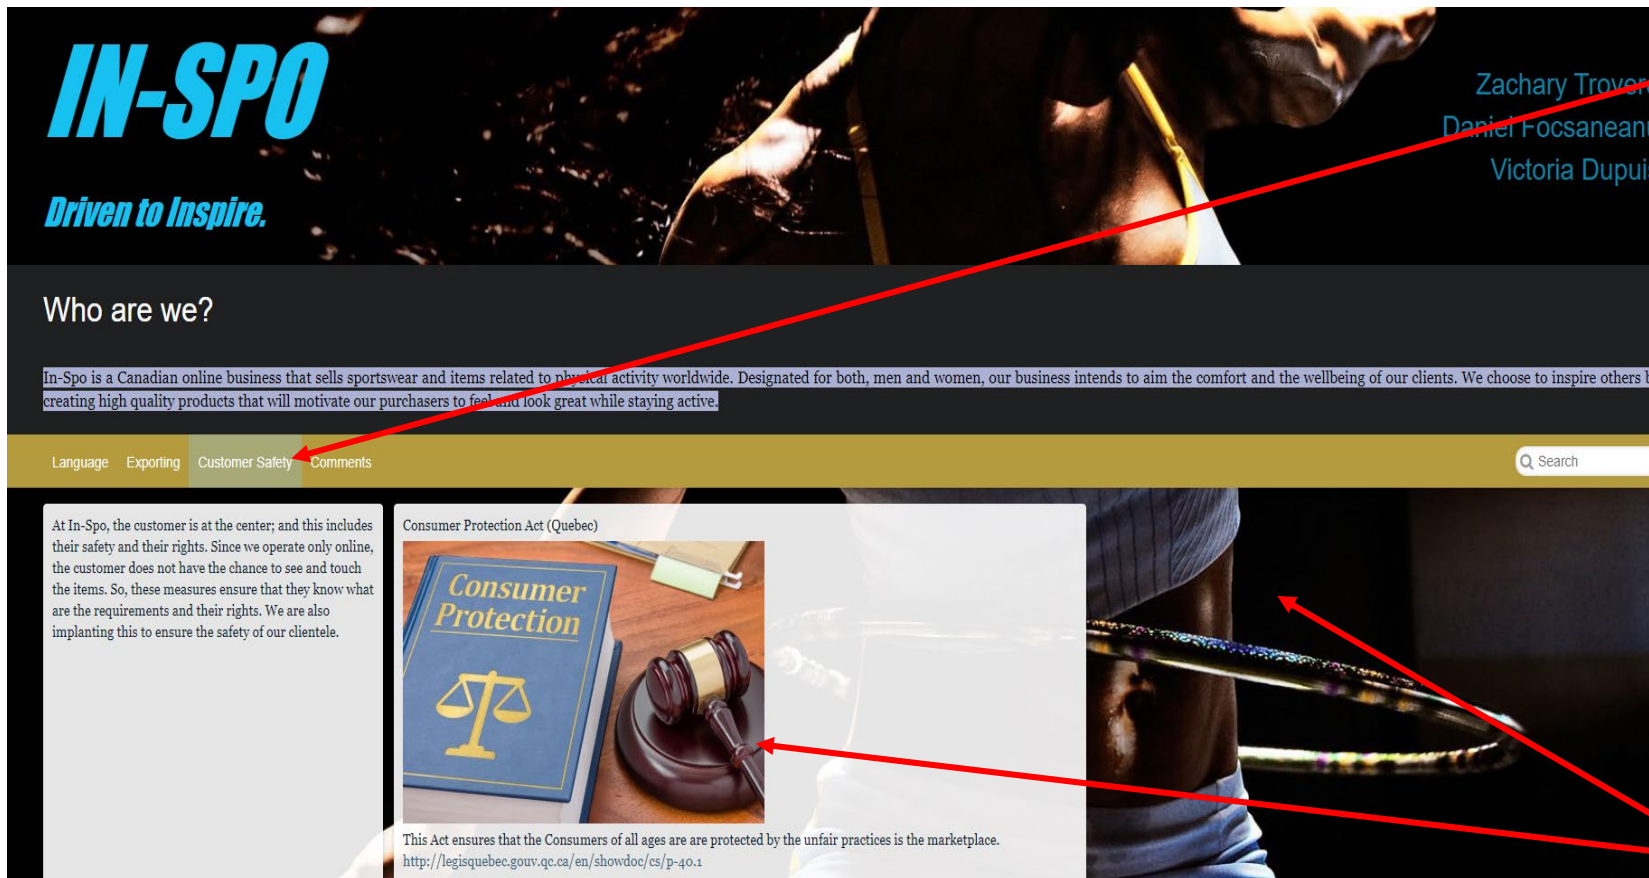 IN-SPO
Driven to Inspire.
Zachary Trover
Daniel Focsaneanu
Victoria Dupuis
Who are we?
In-Spo is a Canadian online business that sells sportswear and items related to physical activity worldwide. Designated for both, men and women, our business intends to aim the comfort and the wellbeing of our clients. We choose to inspire others b
creating high quality products that will motivate our purchasers to feel and look great while staying active.
Language Exporting Customer Safety Comments
Search
At In-Spo, the customer is at the center; and this includes
their safety and their rights. Since we operate only online,
the customer does not have the chance to see and touch
the items. So, these measures ensure that they know what
are the requirements and their rights. We are also
implanting this to ensure the safety of our clientele.
Consumer Protection Act (Quebec)
Consumer
Protection
This Act ensures that the Consumers of all ages are are protected by the unfair practices is the marketplace.
http://legisquebec.gouv.qc.ca/en/showdoc/cs/p-40.1